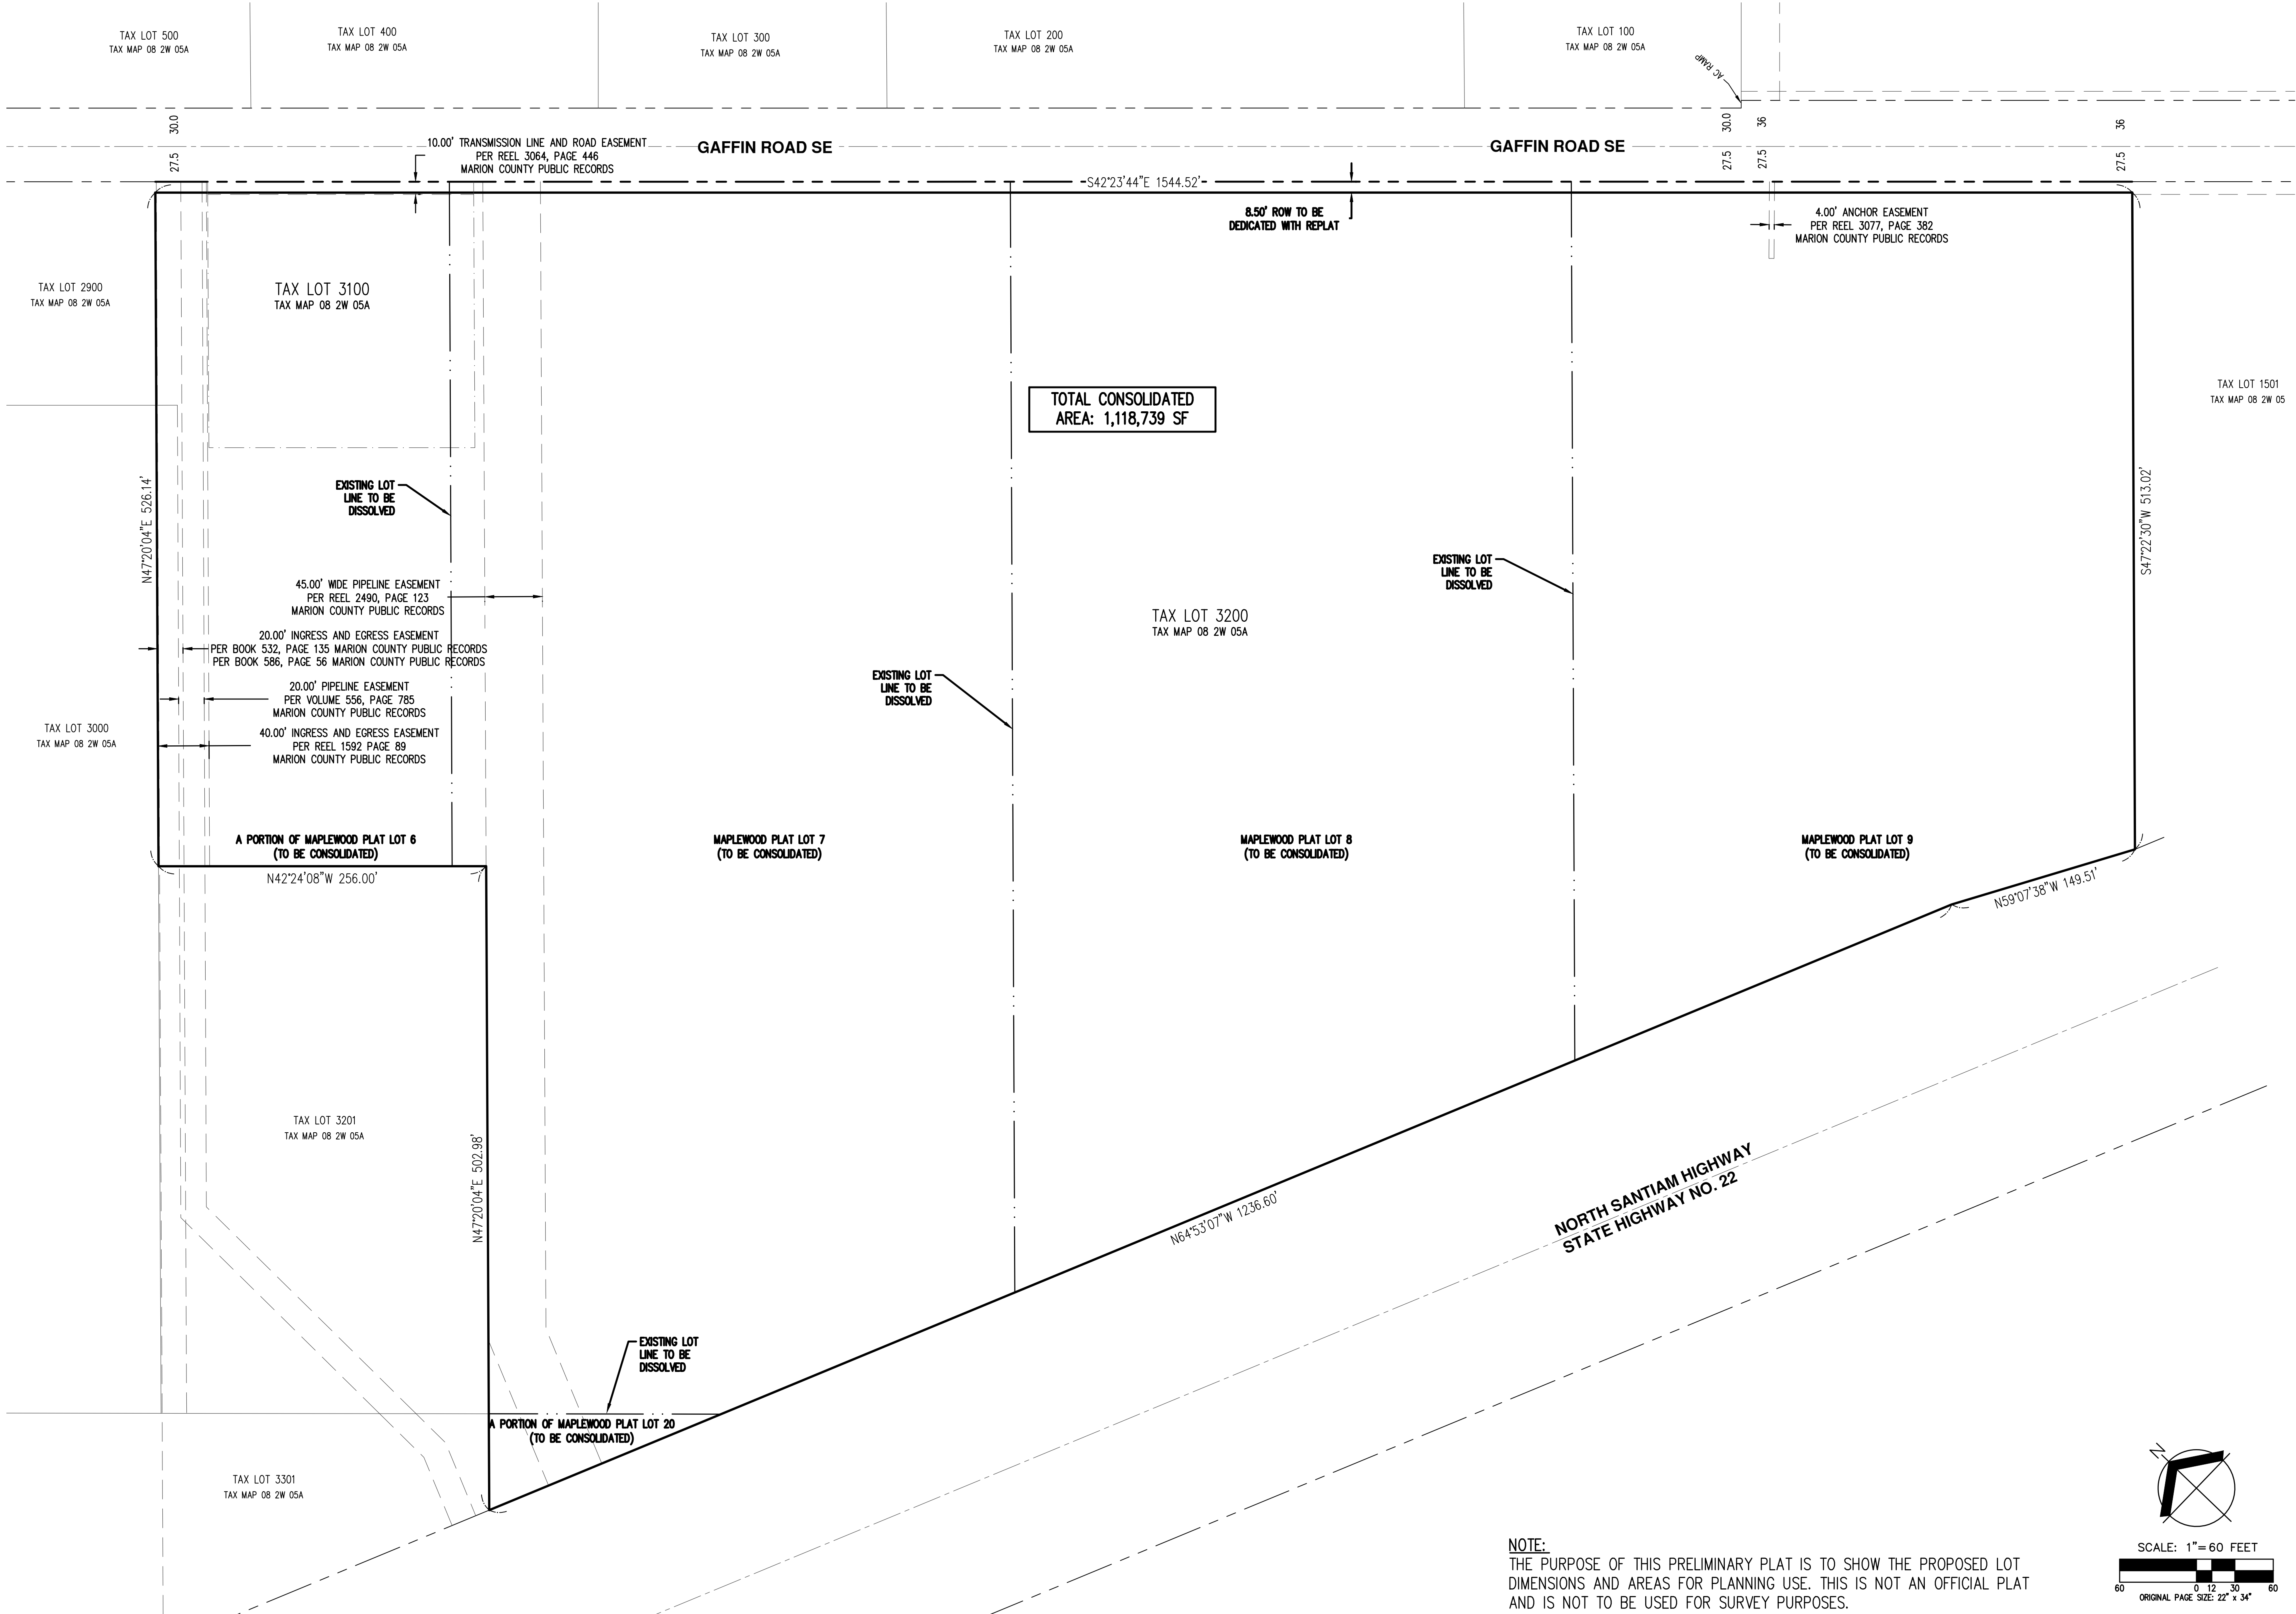 TAX LOT 500
TAX MAP 08 2W 05A
TAX LOT 400
TAX MAP 08 2W 05A
TAX LOT 300
TAX MAP 08 2W 05A
TAX LOT 200
TAX MAP 08 2W 05A
TAX LOT 100
TAX MAP 08 2W 05A
AC RAMP
30.0
27.5
10.00' TRANSMISSION LINE AND ROAD EASEMENT
PER REEL 3064, PAGE 446
MARION COUNTY PUBLIC RECORDS
GAFFIN ROAD SE
GAFFIN ROAD SE
30.0
27.5
36
27.5
36
27.5
S42°23'44"E 1544.52'
8.50' ROW TO BE
DEDICATED WITH REPLAT
4.00' ANCHOR EASEMENT
PER REEL 3077, PAGE 382
MARION COUNTY PUBLIC RECORDS
TAX LOT 2900
TAX MAP 08 2W 05A
TAX LOT 3100
TAX MAP 08 2W 05A
TOTAL CONSOLIDATED
AREA: 1,118,739 SF
TAX LOT 1501
TAX MAP 08 2W 05
N47°20'04"E 526.14'
EXISTING LOT
LINE TO BE
DISSOLVED
S47°22'30"W 513.02'
EXISTING LOT
LINE TO BE
DISSOLVED
45.00' WIDE PIPELINE EASEMENT
PER REEL 2490, PAGE 123
MARION COUNTY PUBLIC RECORDS
TAX LOT 3200
TAX MAP 08 2W 05A
20.00' INGRESS AND EGRESS EASEMENT
PER BOOK 532, PAGE 135 MARION COUNTY PUBLIC RECORDS
PER BOOK 586, PAGE 56 MARION COUNTY PUBLIC RECORDS
EXISTING LOT
LINE TO BE
DISSOLVED
20.00' PIPELINE EASEMENT
PER VOLUME 556, PAGE 785
MARION COUNTY PUBLIC RECORDS
TAX LOT 3000
TAX MAP 08 2W 05A
40.00' INGRESS AND EGRESS EASEMENT
PER REEL 1592 PAGE 89
MARION COUNTY PUBLIC RECORDS
A PORTION OF MAPLEWOOD PLAT LOT 6
(TO BE CONSOLIDATED)
MAPLEWOOD PLAT LOT 7
(TO BE CONSOLIDATED)
MAPLEWOOD PLAT LOT 8
(TO BE CONSOLIDATED)
MAPLEWOOD PLAT LOT 9
(TO BE CONSOLIDATED)
N42°24'08"W 256.00'
N59°07'38"W 149.51'
TAX LOT 3201
TAX MAP 08 2W 05A
N47°20'04"E 502.98'
N64°53'07"W 1236.60'
NORTH SANTIAM HIGHWAY
STATE HIGHWAY NO. 22
EXISTING LOT
LINE TO BE
DISSOLVED
A PORTION OF MAPLEWOOD PLAT LOT 20
(TO BE CONSOLIDATED)
TAX LOT 3301
TAX MAP 08 2W 05A
N
NOTE:
THE PURPOSE OF THIS PRELIMINARY PLAT IS TO SHOW THE PROPOSED LOT
DIMENSIONS AND AREAS FOR PLANNING USE. THIS IS NOT AN OFFICIAL PLAT
AND IS NOT TO BE USED FOR SURVEY PURPOSES.
SCALE: 1"= 60 FEET
60 0 12 30 60
ORIGINAL PAGE SIZE: 22" x 34"